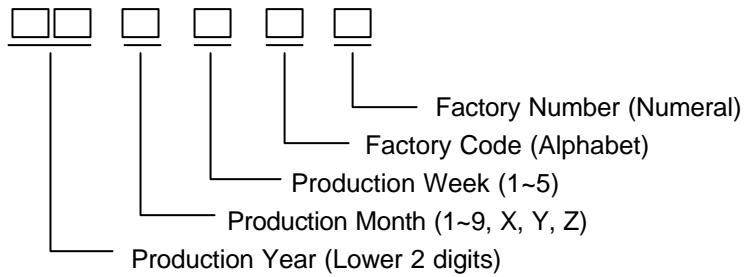 Factory Number (Numeral)
Factory Code (Alphabet)
Production Week (1~5)
Production Month (1~9, X, Y, Z)
Production Year (Lower 2 digits)